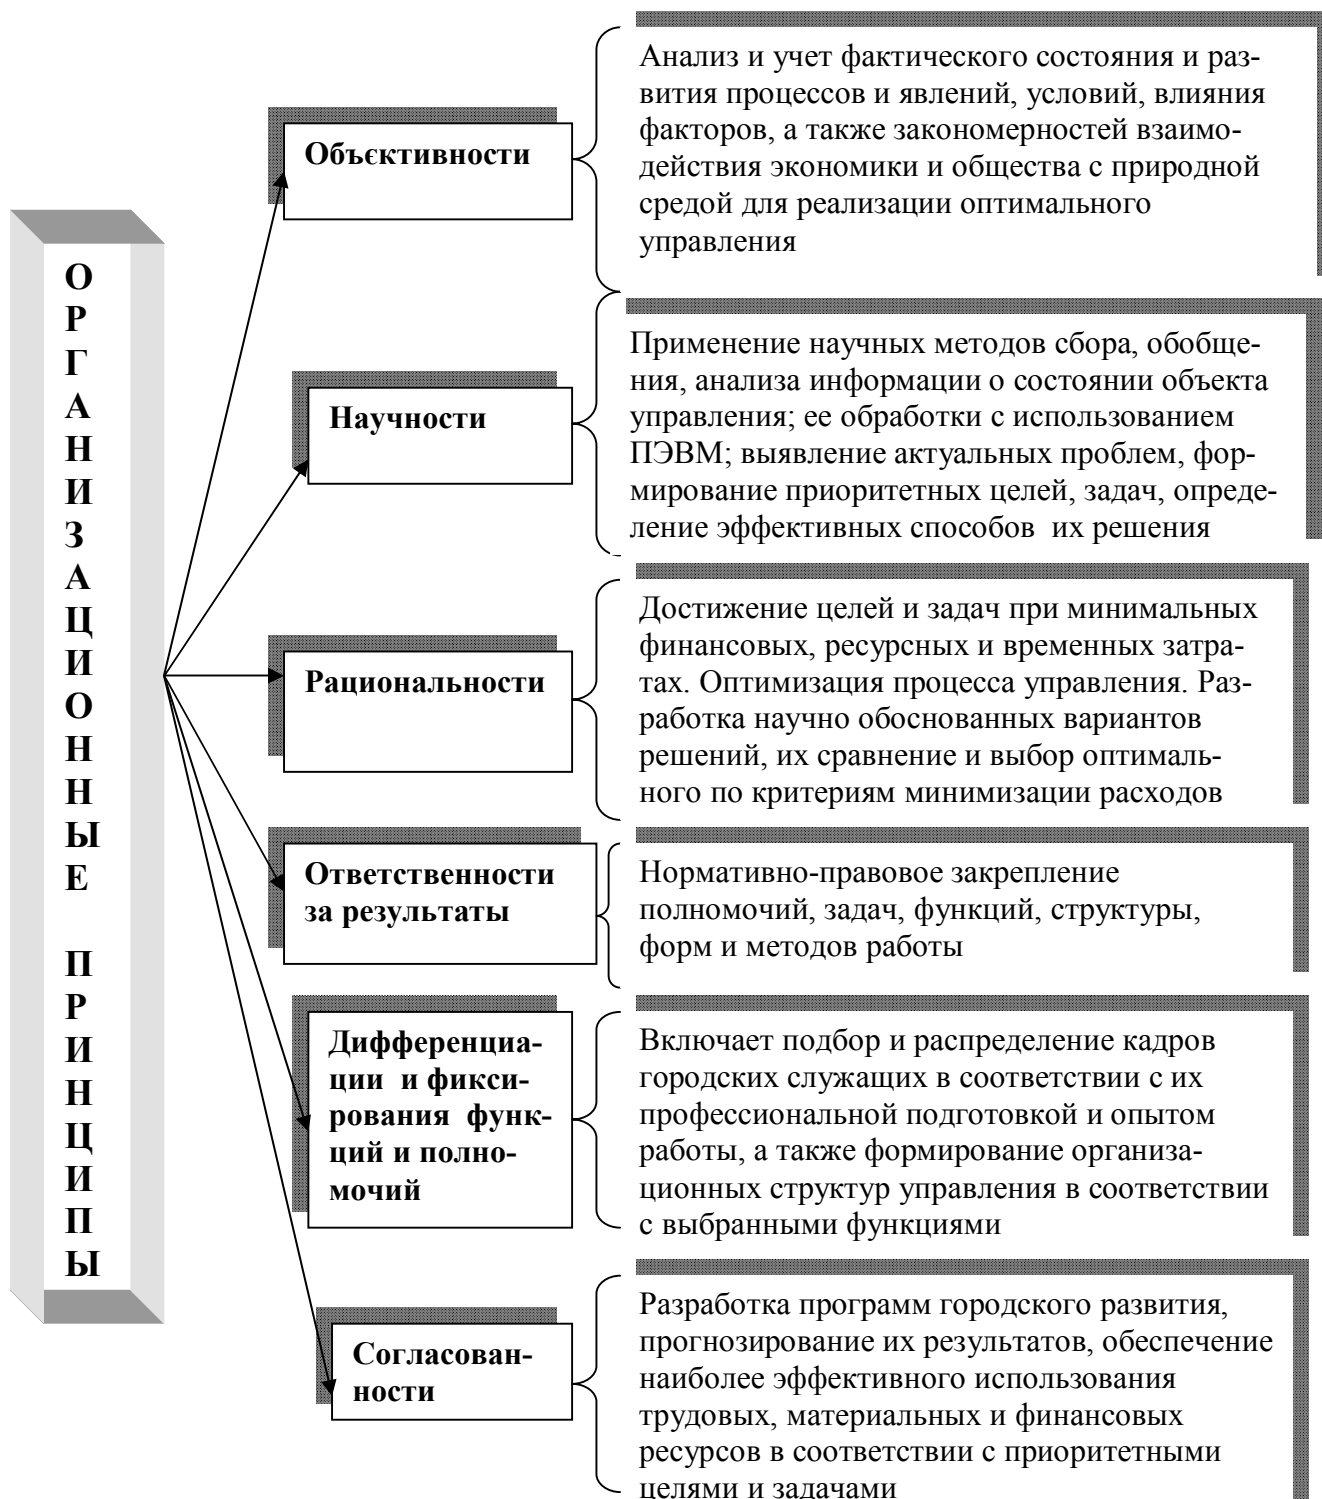 ОРГАНИЗАЦИОННЫЕ ПРИНЦИПЫ
Объєктивности
Анализ и учет фактического состояния и раз-
вития процессов и явлений, условий, влияния
факторов, а также закономерностей взаимо-
действия экономики и общества с природной
средой для реализации оптимального
управления
Научности
Применение научных методов сбора, обобще-
ния, анализа информации о состоянии объекта
управления; ее обработки с использованием
ПЭВМ; выявление актуальных проблем, фор-
мирование приоритетных целей, задач, опреде-
ление эффективных способов  их решения
Рациональности
Достижение целей и задач при минимальных
финансовых, ресурсных и временных затра-
тах. Оптимизация процесса управления. Раз-
работка научно обоснованных вариантов
решений, их сравнение и выбор оптималь-
ного по критериям минимизации расходов
Ответственности
за результаты
Нормативно-правовое закрепление
полномочий, задач, функций, структуры,
форм и методов работы
Дифференциа-
ции  и фикси-
рования  функ-
ций и полно-
мочий
Включает подбор и распределение кадров
городских служащих в соответствии с их
профессиональной подготовкой и опытом
работы, а также формирование организа-
ционных структур управления в соответствии
с выбранными функциями
Согласован-
ности
Разработка программ городского развития,
прогнозирование их результатов, обеспечение
наиболее эффективного использования
трудовых, материальных и финансовых
ресурсов в соответствии с приоритетными
целями и задачами